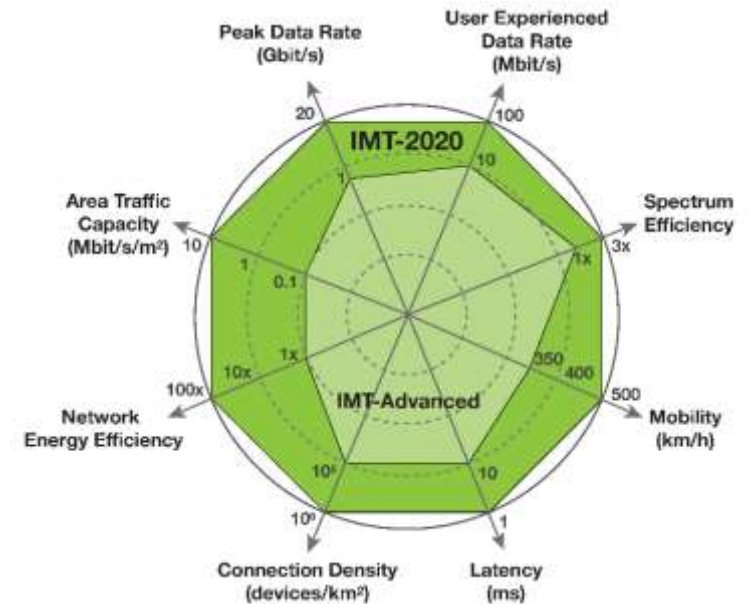 Peak Data Rate
(Gbit/s)
User Experienced
Data Rate
(Mbit/s)
20
100
IMT-2020
1
10
Area Traffic
Capacity
(Mbit/s/m²)
10
1
0.1
Spectrum
Efficiency
3x
1x
1x
10x
100x
350
400
500
Network
Energy Efficiency
IMT-Advanced
Mobility
(km/h)
10⁵
10
10⁶
1
Connection Density
(devices/km²)
Latency
(ms)